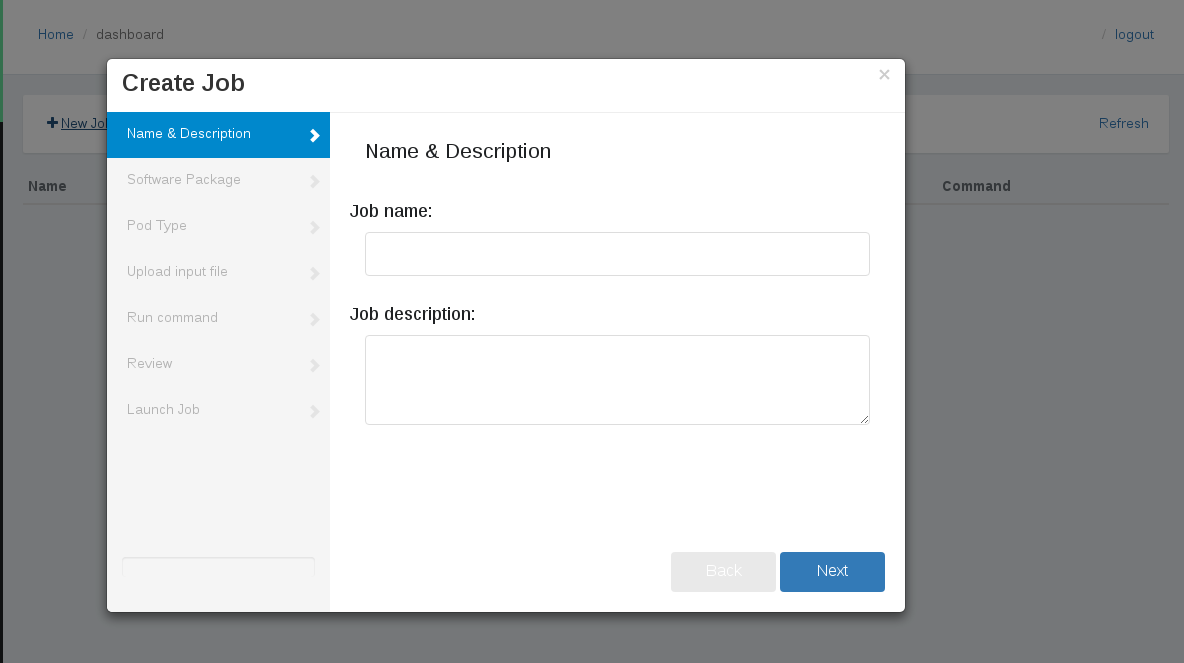 Home / dashboard
/ logout
Create Job
×
New Jo
Refresh
Name
Command
Name & Description
Software Package
Pod Type
Upload input file
Run command
Review
Launch Job
Name & Description
Job name:
Job description:
Back
Next